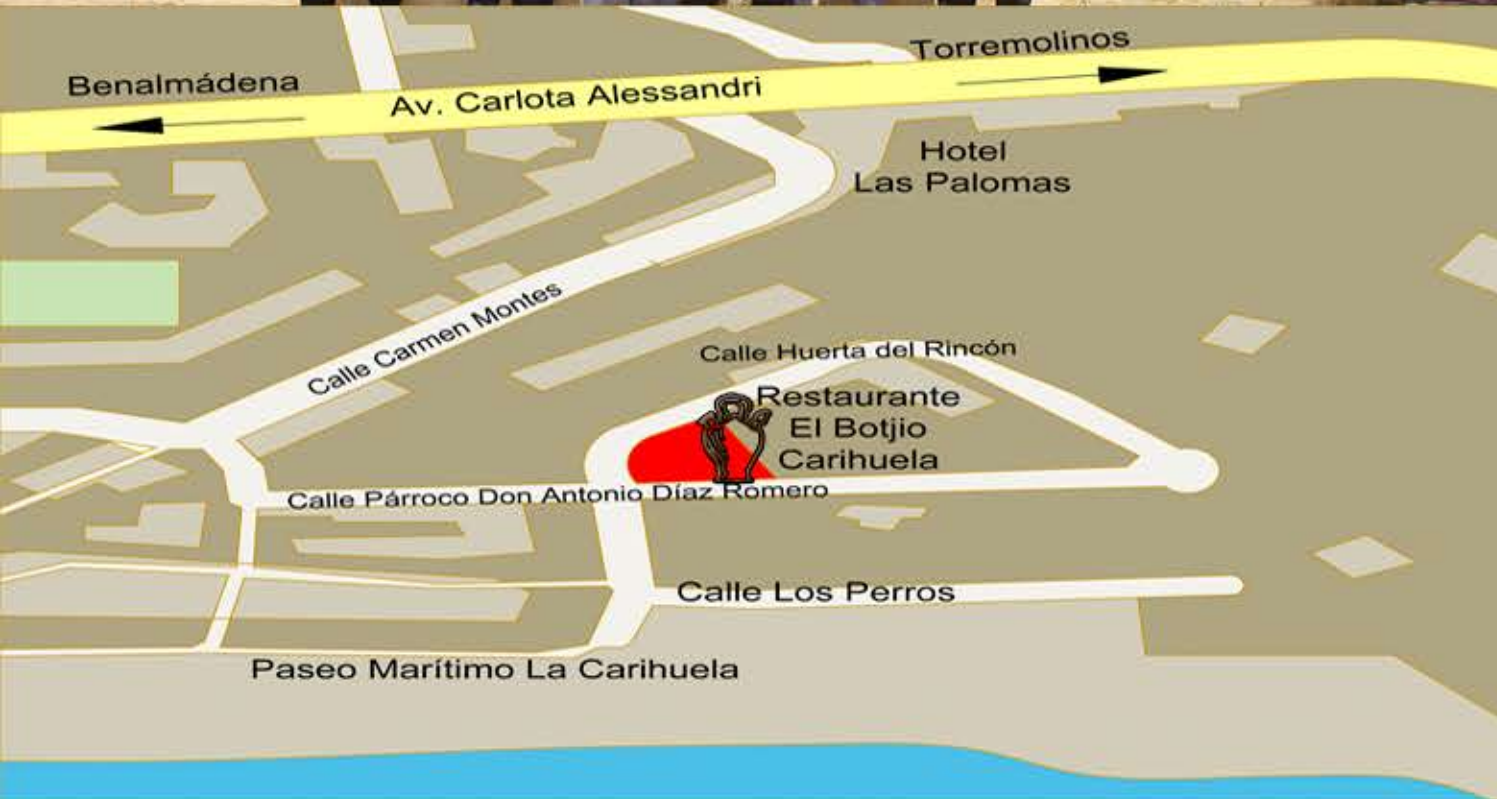 Torremolinos
Benalmádena
Av. Carlota Alessandri
Hotel
Las Palomas
Calle Carmen Montes
Calle Huerta del Rincón
Restaurante
El Botjio
Carihuela
Calle Párroco Don Antonio Díaz Romero
Calle Los Perros
Paseo Marítimo La Carihuela